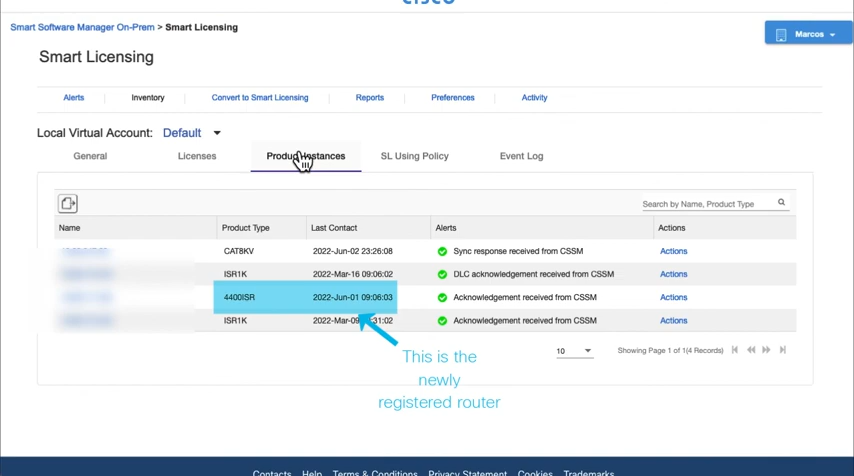 Smart Software Manager On-Prem > Smart Licensing
Marcos
Smart Licensing
Alerts Inventory Convert to Smart Licensing Reports Preferences Activity
Local Virtual Account: Default
General Licenses Product Instances SL Using Policy Event Log
Search by Name, Product Type
Name Product Type Last Contact Alerts Actions
CAT8KV 2022-Jun-02 23:26:08 Sync response received from CSSM Actions
ISR1K 2022-Mar-16 09:06:02 DLC acknowledgement received from CSSM Actions
4400ISR 2022-Jun-01 09:06:03 Acknowledgement received from CSSM Actions
ISR1K 2022-Mar-09 :31:02 Acknowledgement received from CSSM Actions
10 Showing Page 1 of 1(4 Records)
This is the
newly
registered router
Contacts Help Terms & Conditions Privacy Statement Cookies Trademarks